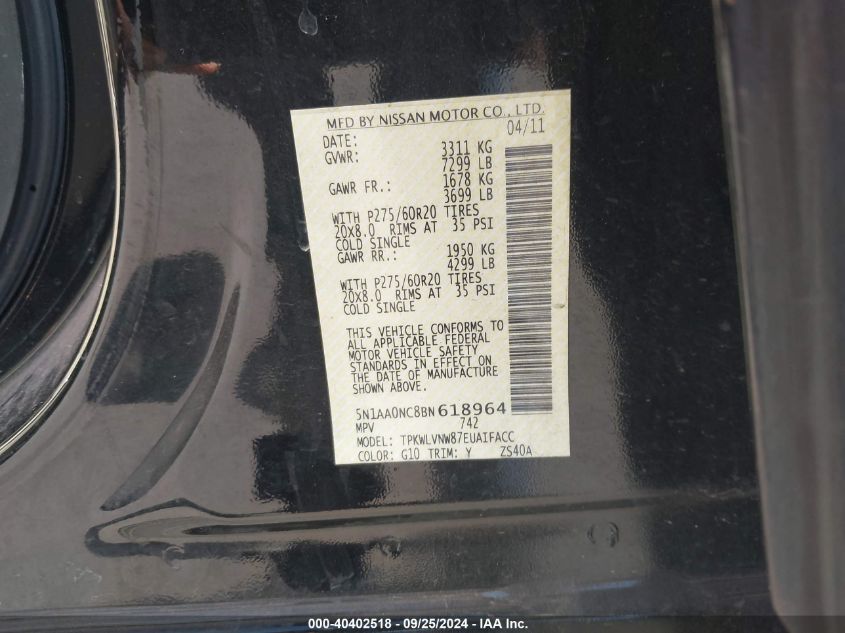 MFD BY NISSAN MOTOR CO., LTD.
DATE: 04/11
GVWR: 3311 KG
7299 LB
GAWR FR.: 1678 KG
3699 LB
WITH P275/60R20 TIRES
20X8.0 RIMS AT 35 PSI
COLD SINGLE
GAWR RR.: 1950 KG
4299 LB
WITH P275/60R20 TIRES
20X8.0 RIMS AT 35 PSI
COLD SINGLE
THIS VEHICLE CONFORMS TO
ALL APPLICABLE FEDERAL
MOTOR VEHICLE SAFETY
STANDARDS IN EFFECT ON
THE DATE OF MANUFACTURE
SHOWN ABOVE.
5N1AA0NC8BN618964
MPV 742
MODEL: TPKWLVNW87EUAIFACC
COLOR: G10 TRIM: Y ZS40A
000-40402518 - 09/25/2024 - IAA Inc.